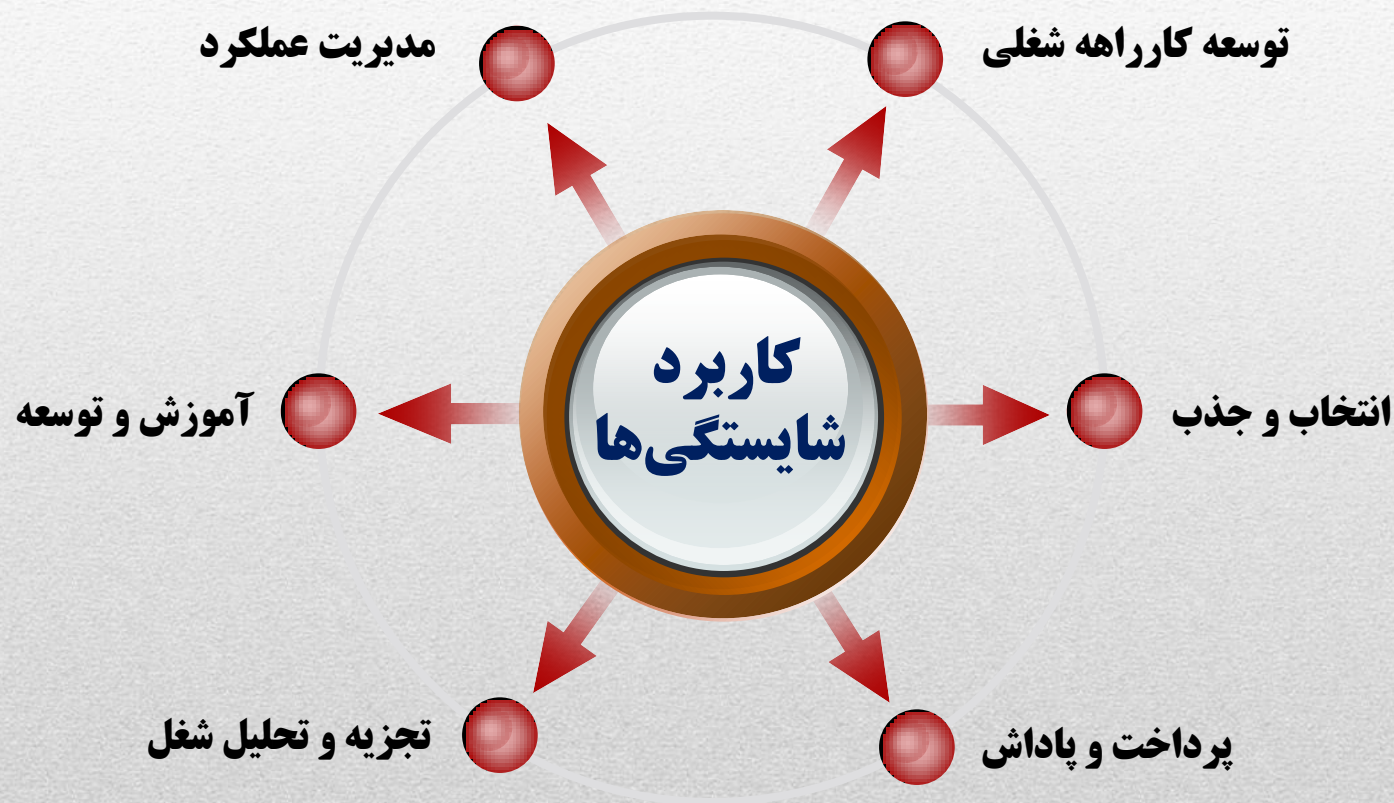 توسعه کارراهه شغلی
مدیریت عملکرد
کاربرد
شایستگی‌ها
انتخاب و جذب
آموزش و توسعه
پرداخت و پاداش
تجزیه و تحلیل شغل